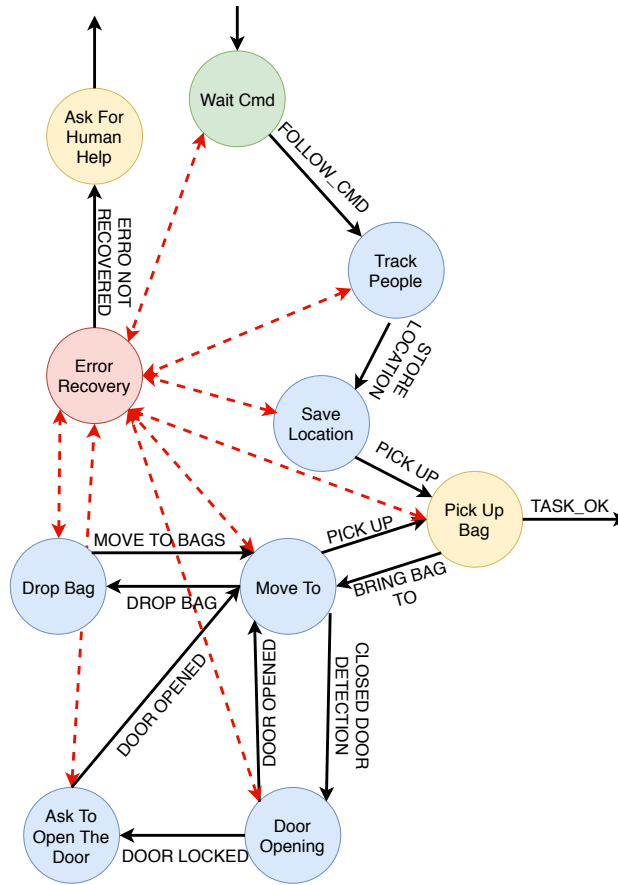 Wait Cmd
Ask For
Human
Help
FOLLOW_CMD
ERRO NOT
RECOVERED
Track
People
STORE
LOCATION
Error
Recovery
Save
Location
PICK UP
Pick Up
Bag
TASK_OK
PICK UP
MOVE TO BAGS
Drop Bag
DROP BAG
Move To
BRING BAG
TO
DOOR OPENED
DOOR OPENED
CLOSED DOOR
DETECTION
Ask To
Open The
Door
DOOR LOCKED
Door
Opening